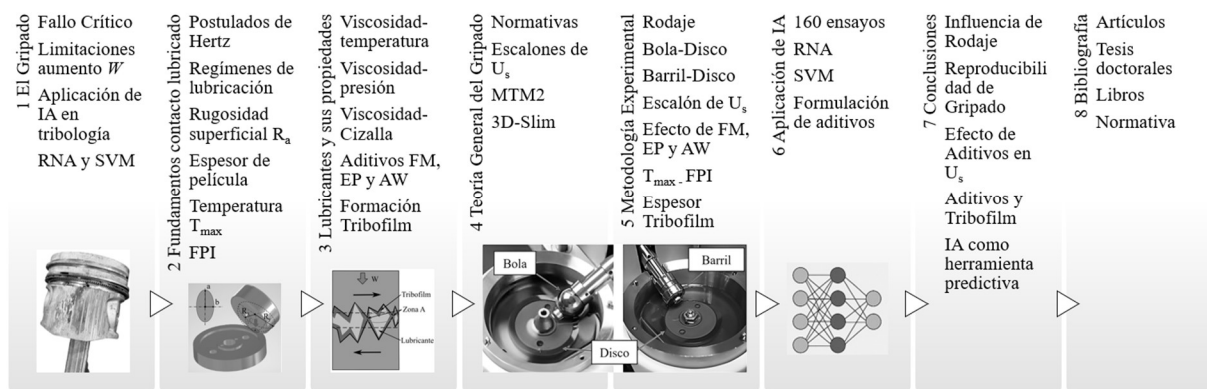 1 El Gripado
Fallo Crítico
Limitaciones
aumento W
Aplicación de
IA en
tribología
RNA y SVM
2 Fundamentos contacto lubricado
Postulados de
Hertz
Regímenes de
lubricación
Rugosidad
superficial Ra
Espesor de
película
Temperatura
Tmax
FPI
a
b
3 Lubricantes y sus propiedades
Viscosidad-
temperatura
Viscosidad-
presión
Viscosidad-
Cizalla
Aditivos FM,
EP y AW
Formación
Tribofilm
W
Tribofilm
Zona A
Lubricante
4 Teoría General del Gripado
Normativas
Escalones de
Us
MTM2
3D-Slim
Bola
Disco
5 Metodología Experimental
Rodaje
Bola-Disco
Barril-Disco
Escalón de Us
Efecto de FM,
EP y AW
Tmax - FPI
Espesor
Tribofilm
Barril
6 Aplicación de IA
160 ensayos
RNA
SVM
Formulación
de aditivos
7 Conclusiones
Influencia de
Rodaje
Reproducibili
dad de
Gripado
Efecto de
Aditivos en
Us
Aditivos y
Tribofilm
IA como
herramienta
predictiva
8 Bibliografía
Artículos
Tesis
doctorales
Libros
Normativa